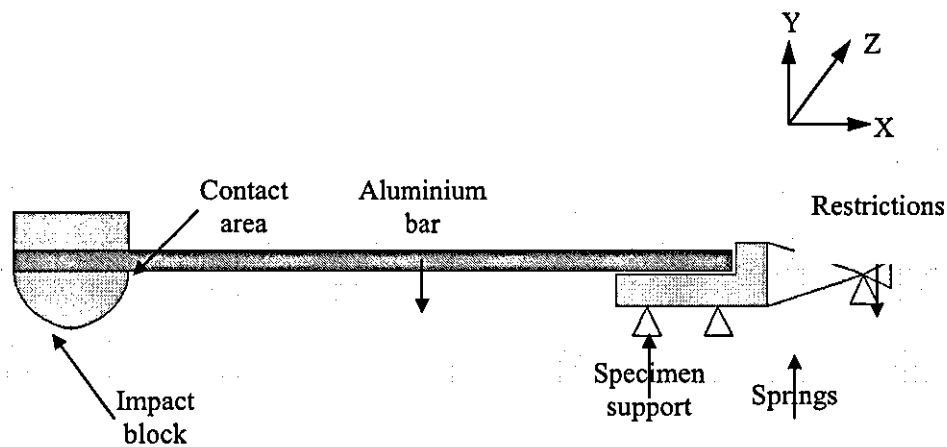 Y
Z
X
Contact
area
Aluminium
bar
Restrictions
Impact
block
Specimen
support
Springs